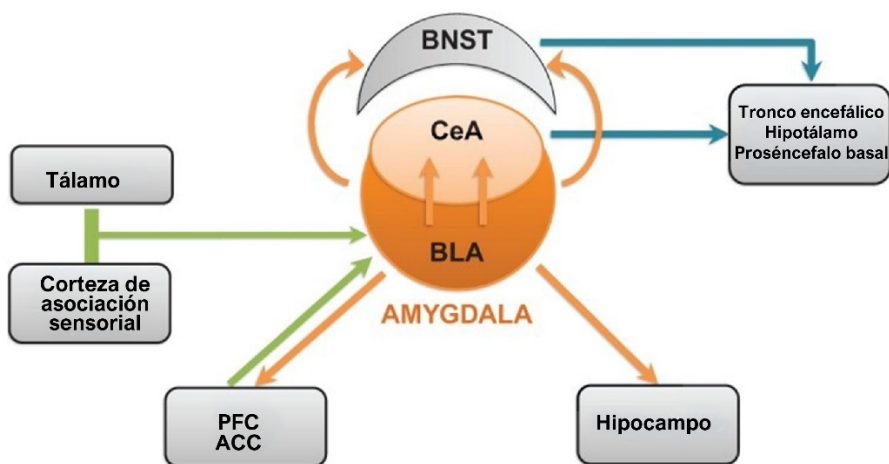 BNST
Tronco encefálico
Hipotálamo
Proséncefalo basal
CeA
Tálamo
BLA
Corteza de
asociación
sensorial
AMYGDALA
PFC
ACC
Hipocampo